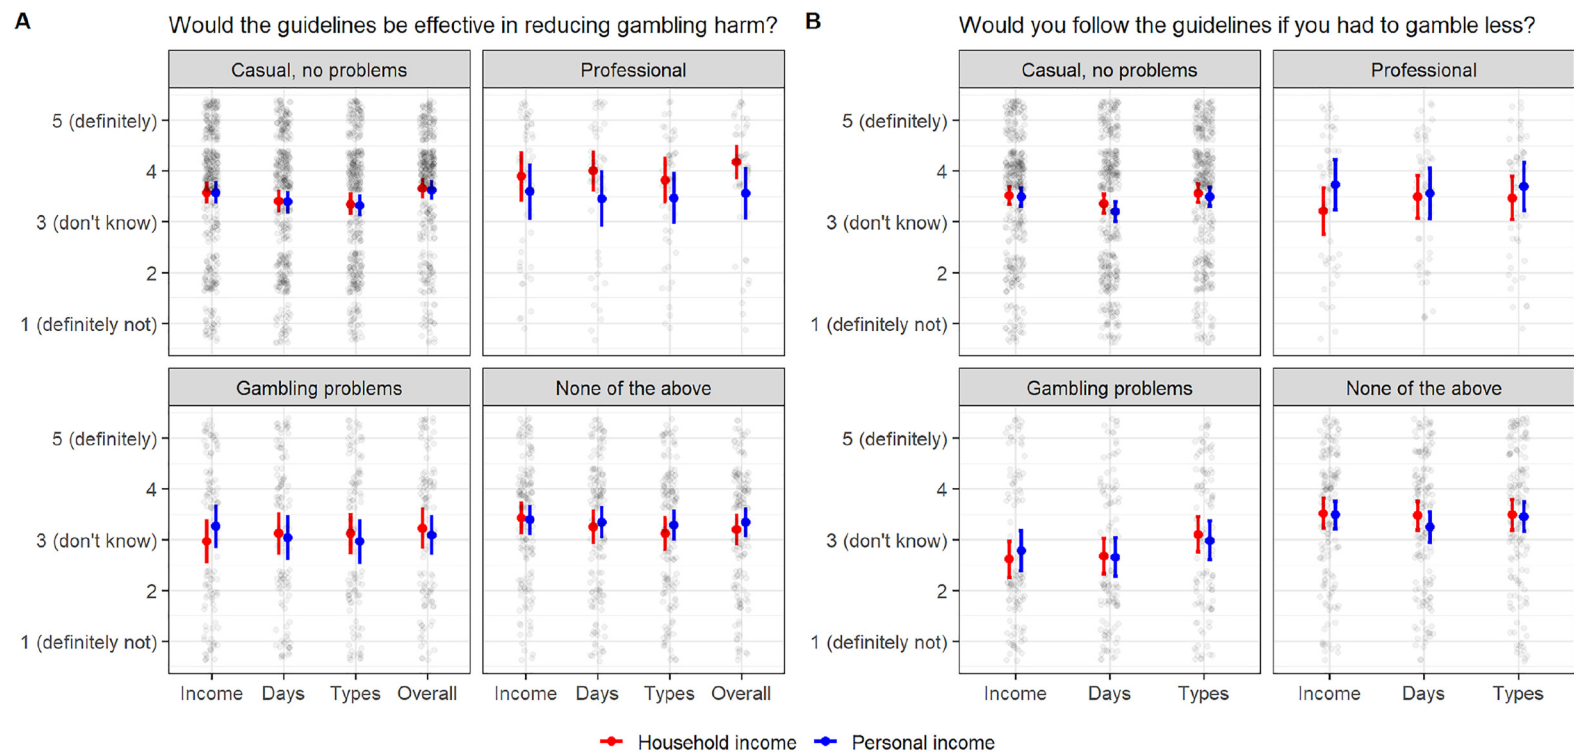 A Would the guidelines be effective in reducing gambling harm?
Casual, no problems
Professional
5 (definitely)
4
3 (don't know)
2
1 (definitely not)
Gambling problems
None of the above
5 (definitely)
4
3 (don't know)
2
1 (definitely not)
Income Days Types Overall
Income Days Types Overall
B Would you follow the guidelines if you had to gamble less?
Casual, no problems
Professional
5 (definitely)
4
3 (don't know)
2
1 (definitely not)
Gambling problems
None of the above
5 (definitely)
4
3 (don't know)
2
1 (definitely not)
Income Days Types
Income Days Types
Household income Personal income